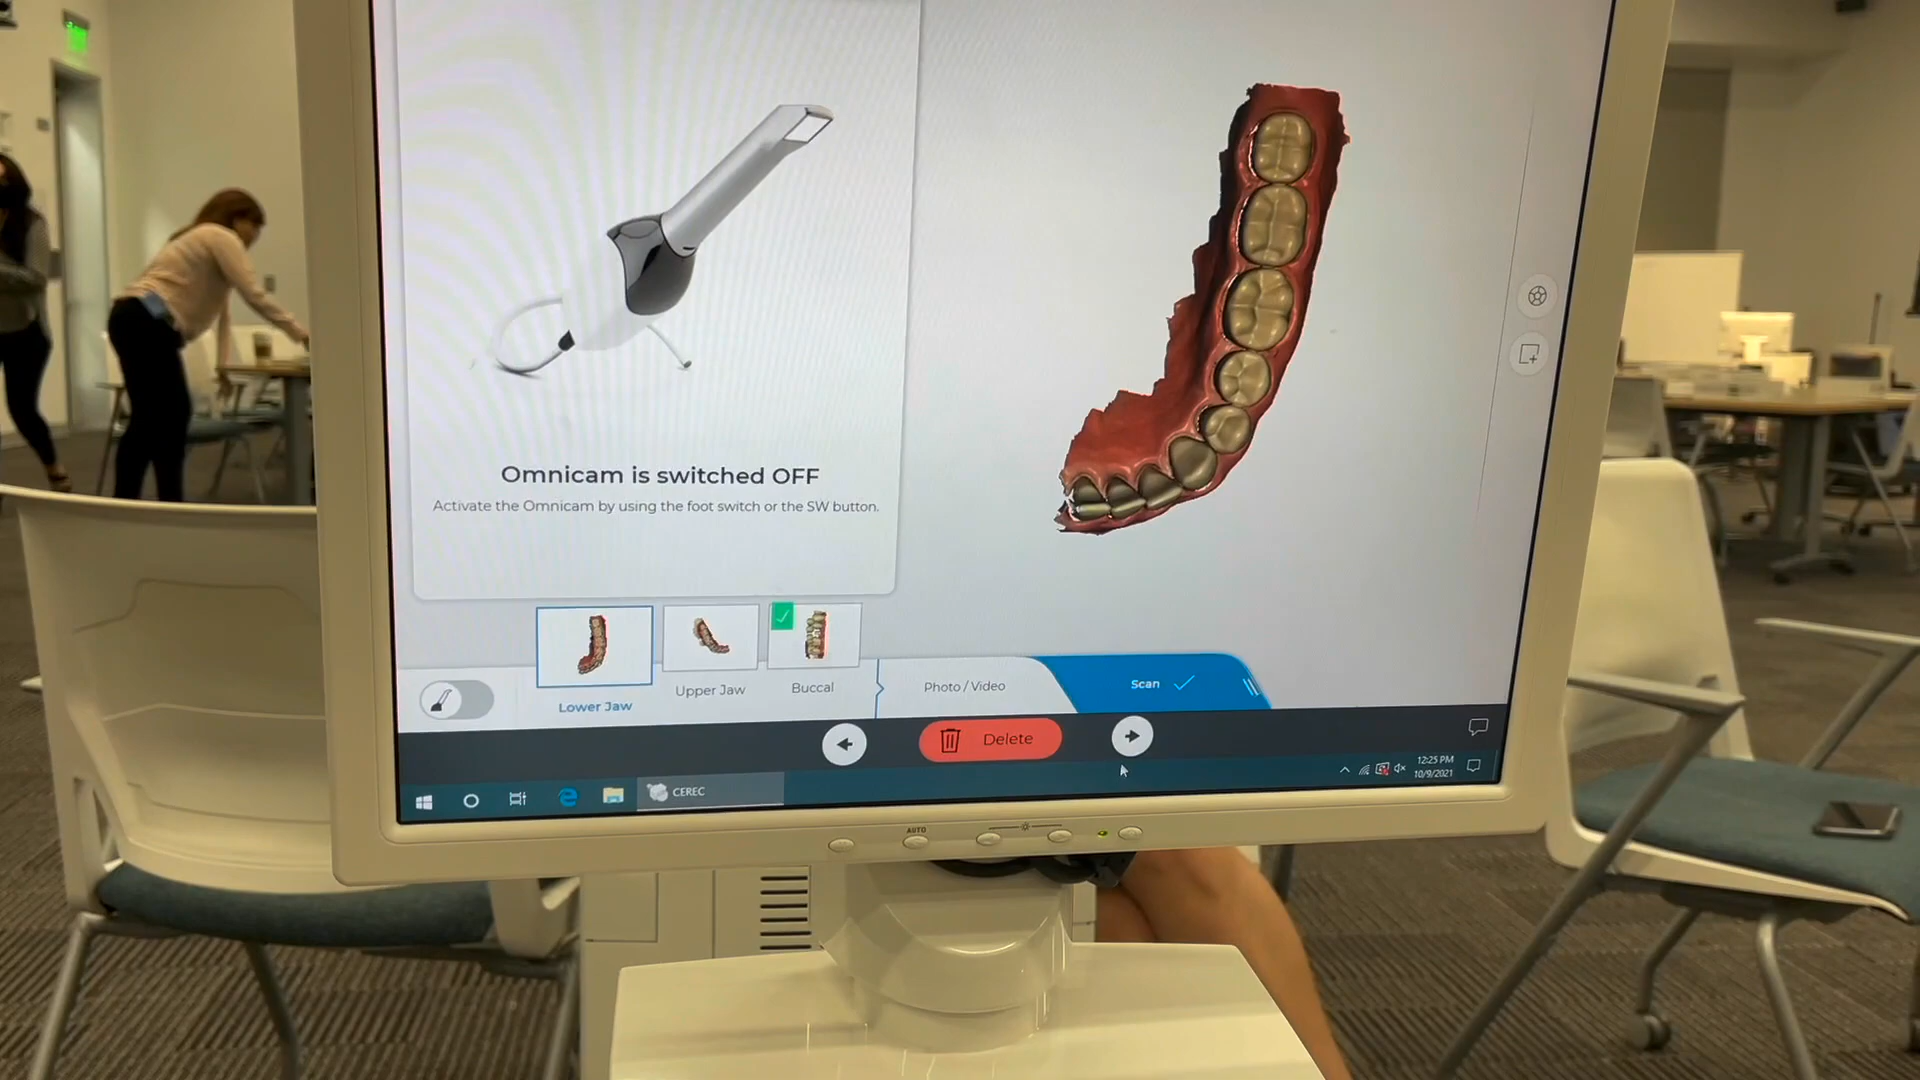 Omnicam is switched OFF
Activate the Omnicam by using the foot switch or the SW button.
Lower Jaw
Upper Jaw
Buccal
Photo / Video
Scan
Delete
CEREC
12:25 PM
10/9/2021
AUTO